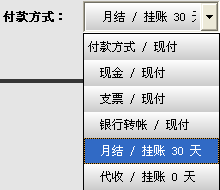 付款方式： 月结 / 挂账 30 天
付款方式 / 现付
现金 / 现付
支票 / 现付
银行转帐 / 现付
月结 / 挂账 30 天
代收 / 挂账 0 天